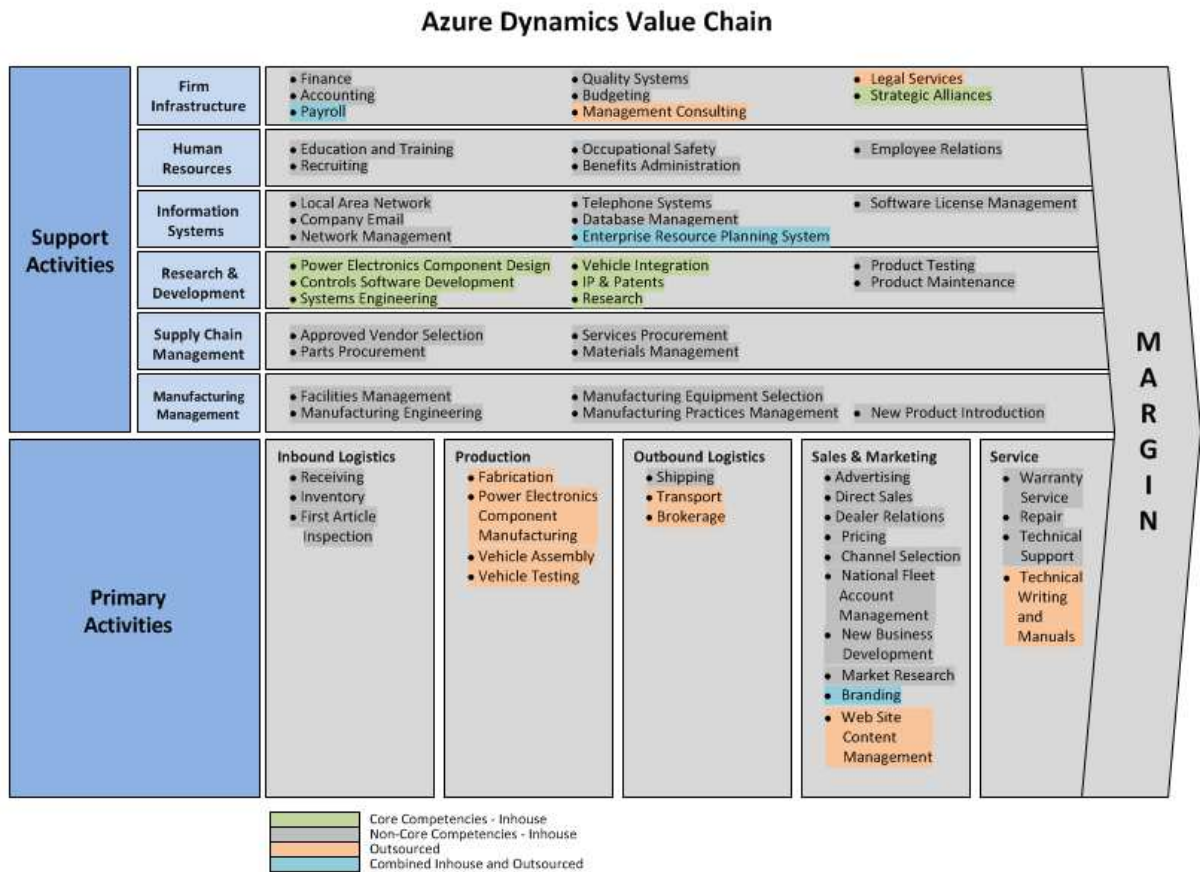 Azure Dynamics Value Chain
Support
Activities
Firm
Infrastructure
• Finance
• Accounting
• Payroll
• Quality Systems
• Budgeting
• Management Consulting
• Legal Services
• Strategic Alliances
Human
Resources
• Education and Training
• Recruiting
• Occupational Safety
• Benefits Administration
• Employee Relations
Information
Systems
• Local Area Network
• Company Email
• Network Management
• Telephone Systems
• Database Management
• Enterprise Resource Planning System
• Software License Management
Research &
Development
• Power Electronics Component Design
• Controls Software Development
• Systems Engineering
• Vehicle Integration
• IP & Patents
• Research
• Product Testing
• Product Maintenance
Supply Chain
Management
• Approved Vendor Selection
• Parts Procurement
• Services Procurement
• Materials Management
Manufacturing
Management
• Facilities Management
• Manufacturing Engineering
• Manufacturing Equipment Selection
• Manufacturing Practices Management
• New Product Introduction
Primary
Activities
Inbound Logistics
• Receiving
• Inventory
• First Article
Inspection
Production
• Fabrication
• Power Electronics
Component
Manufacturing
• Vehicle Assembly
• Vehicle Testing
Outbound Logistics
• Shipping
• Transport
• Brokerage
Sales & Marketing
• Advertising
• Direct Sales
• Dealer Relations
• Pricing
• Channel Selection
• National Fleet
Account
Management
• New Business
Development
• Market Research
• Branding
• Web Site
Content
Management
Service
• Warranty
Service
• Repair
• Technical
Support
• Technical
Writing
and
Manuals
M
A
R
G
I
N
Core Competencies - Inhouse
Non-Core Competencies - Inhouse
Outsourced
Combined Inhouse and Outsourced